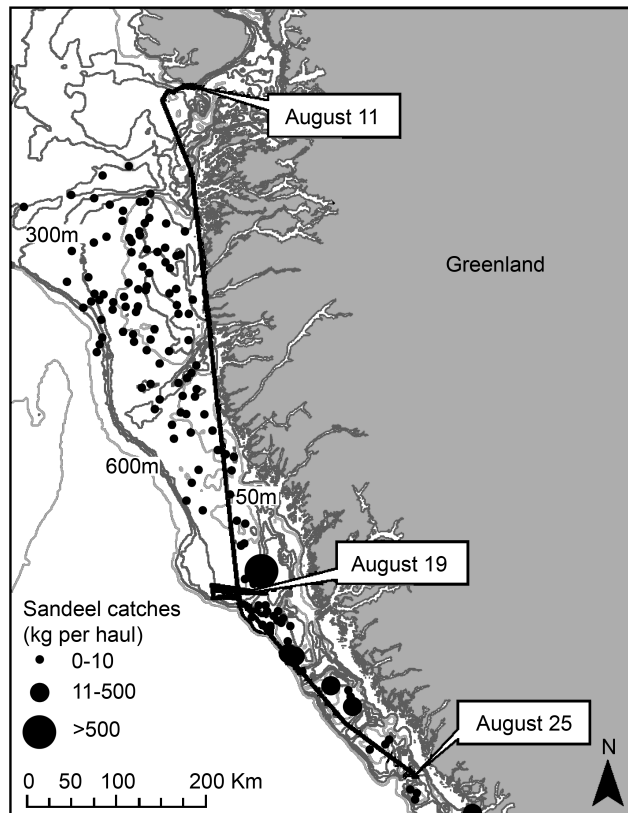 August 11
300m
Greenland
600m
50m
August 19
Sandeel catches
(kg per haul)
0-10
11-500
>500
August 25
N
0 50 100 200 Km